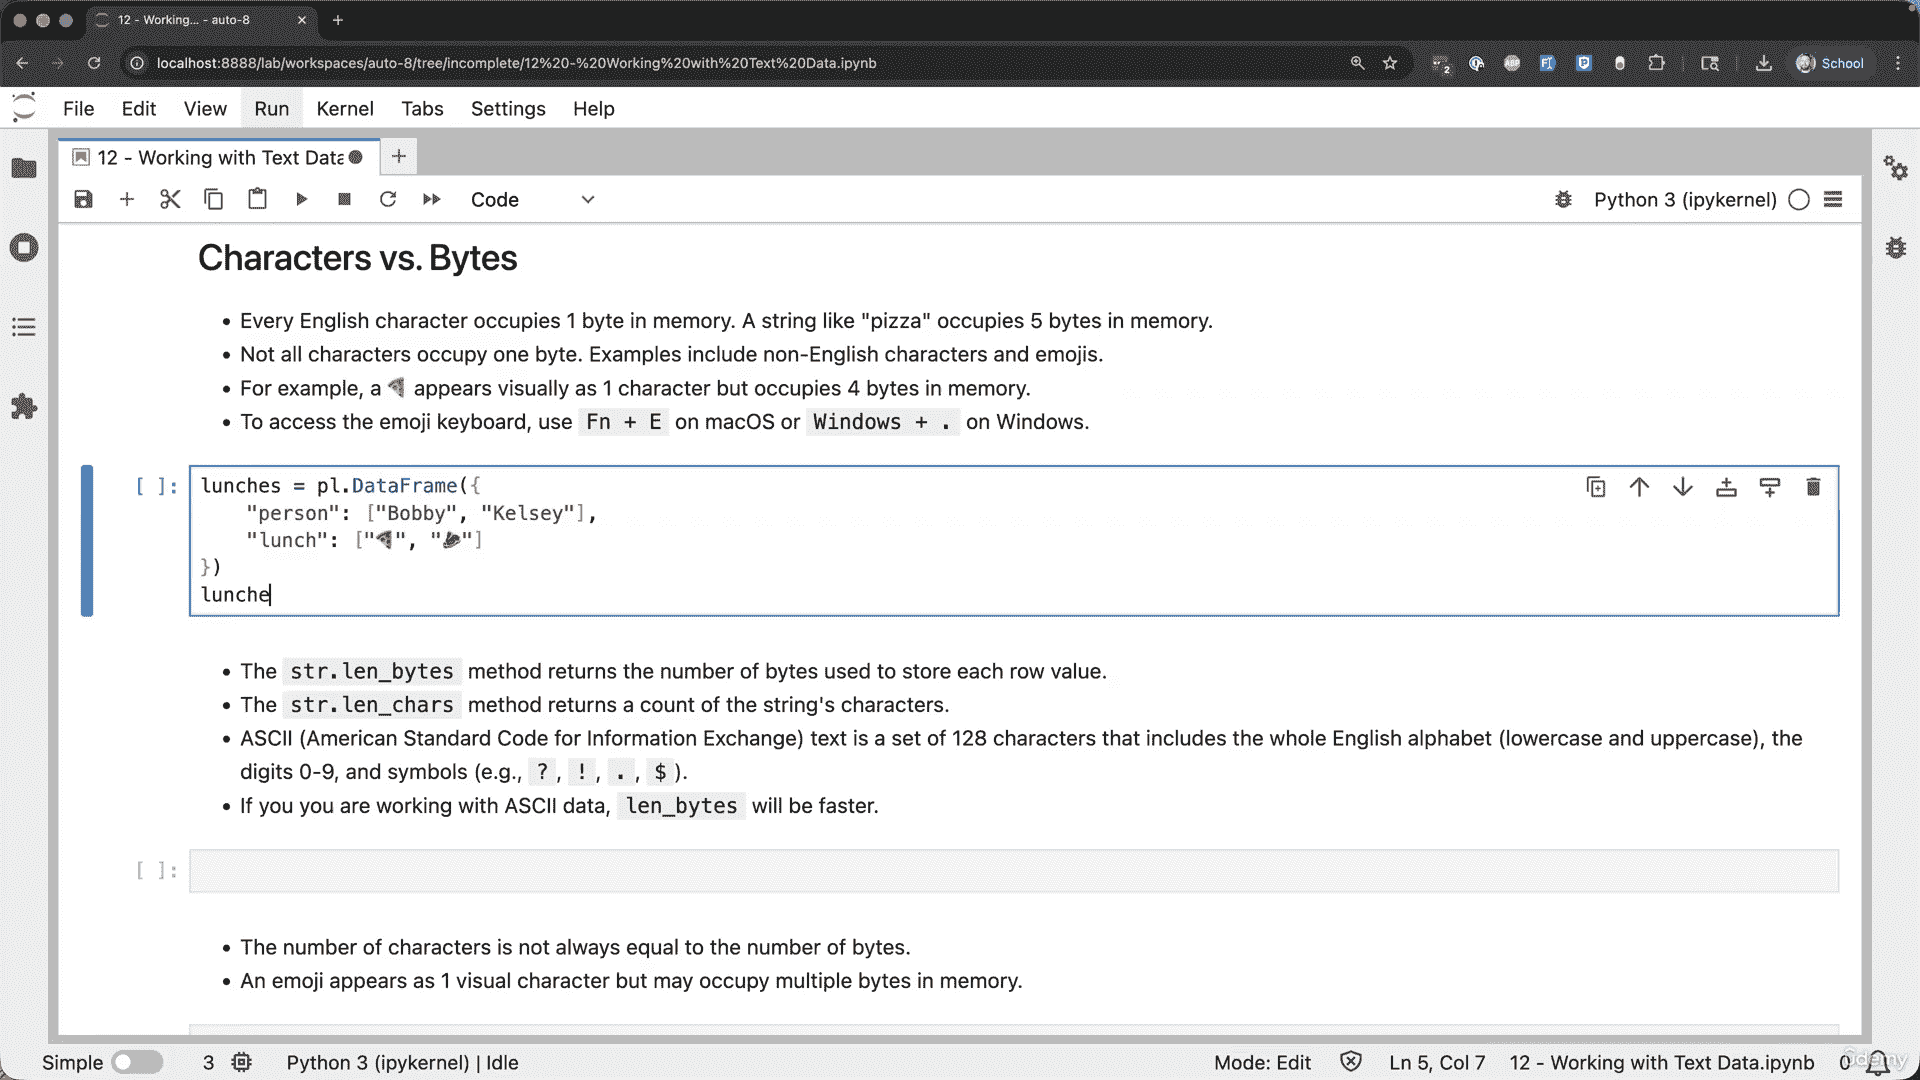 12 - Working... - auto-8
localhost:8888/lab/workspaces/auto-8/tree/incomplete/12%20-%20Working%20with%20Text%20Data.ipynb
2
ABP
School
File Edit View Run Kernel Tabs Settings Help
12 - Working with Text Data
Code
Python 3 (ipykernel)
Characters vs. Bytes
• Every English character occupies 1 byte in memory. A string like "pizza" occupies 5 bytes in memory.
• Not all characters occupy one byte. Examples include non-English characters and emojis.
• For example, a 🍕 appears visually as 1 character but occupies 4 bytes in memory.
• To access the emoji keyboard, use Fn + E on macOS or Windows + . on Windows.
[ ]:
lunches = pl.DataFrame({
"person": ["Bobby", "Kelsey"],
"lunch": ["🍕", "🌮"]
})
lunche
• The str.len_bytes method returns the number of bytes used to store each row value.
• The str.len_chars method returns a count of the string's characters.
• ASCII (American Standard Code for Information Exchange) text is a set of 128 characters that includes the whole English alphabet (lowercase and uppercase), the
digits 0-9, and symbols (e.g., ?, !, ., $).
• If you you are working with ASCII data, len_bytes will be faster.
[ ]:
• The number of characters is not always equal to the number of bytes.
• An emoji appears as 1 visual character but may occupy multiple bytes in memory.
Simple 3 Python 3 (ipykernel) | Idle Mode: Edit Ln 5, Col 7 12 - Working with Text Data.ipynb 0
Udemy